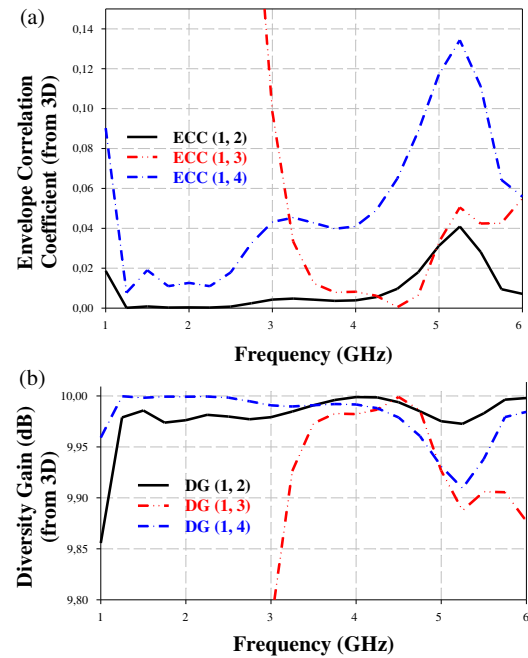 (a)
Envelope Correlation
Coefficient (from 3D)
0,14
0,12
0,10
0,08
0,06
0,04
0,02
0,00
ECC (1, 2)
ECC (1, 3)
ECC (1, 4)
1 2 3 4 5 6
Frequency (GHz)
(b)
Diversity Gain (dB)
(from 3D)
10,00
9,95
9,90
9,85
9,80
DG (1, 2)
DG (1, 3)
DG (1, 4)
1 2 3 4 5 6
Frequency (GHz)